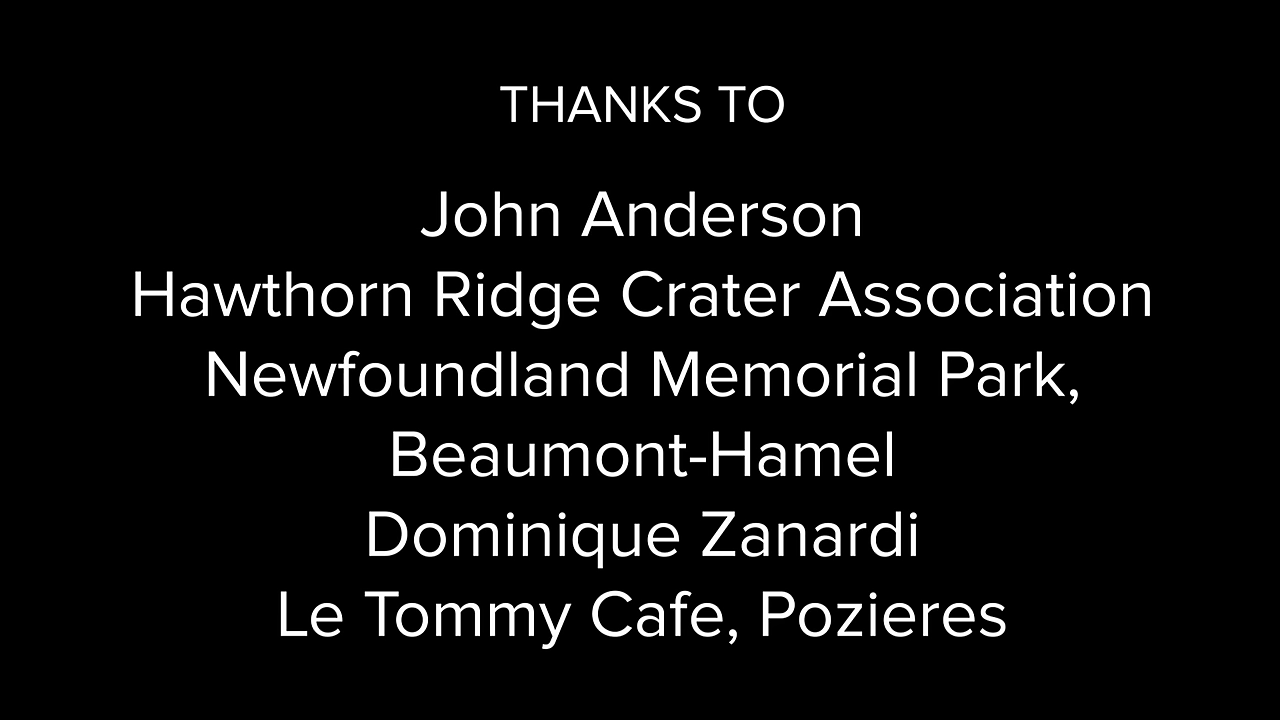 THANKS TO
John Anderson
Hawthorn Ridge Crater Association
Newfoundland Memorial Park,
Beaumont-Hamel
Dominique Zanardi
Le Tommy Cafe, Pozieres